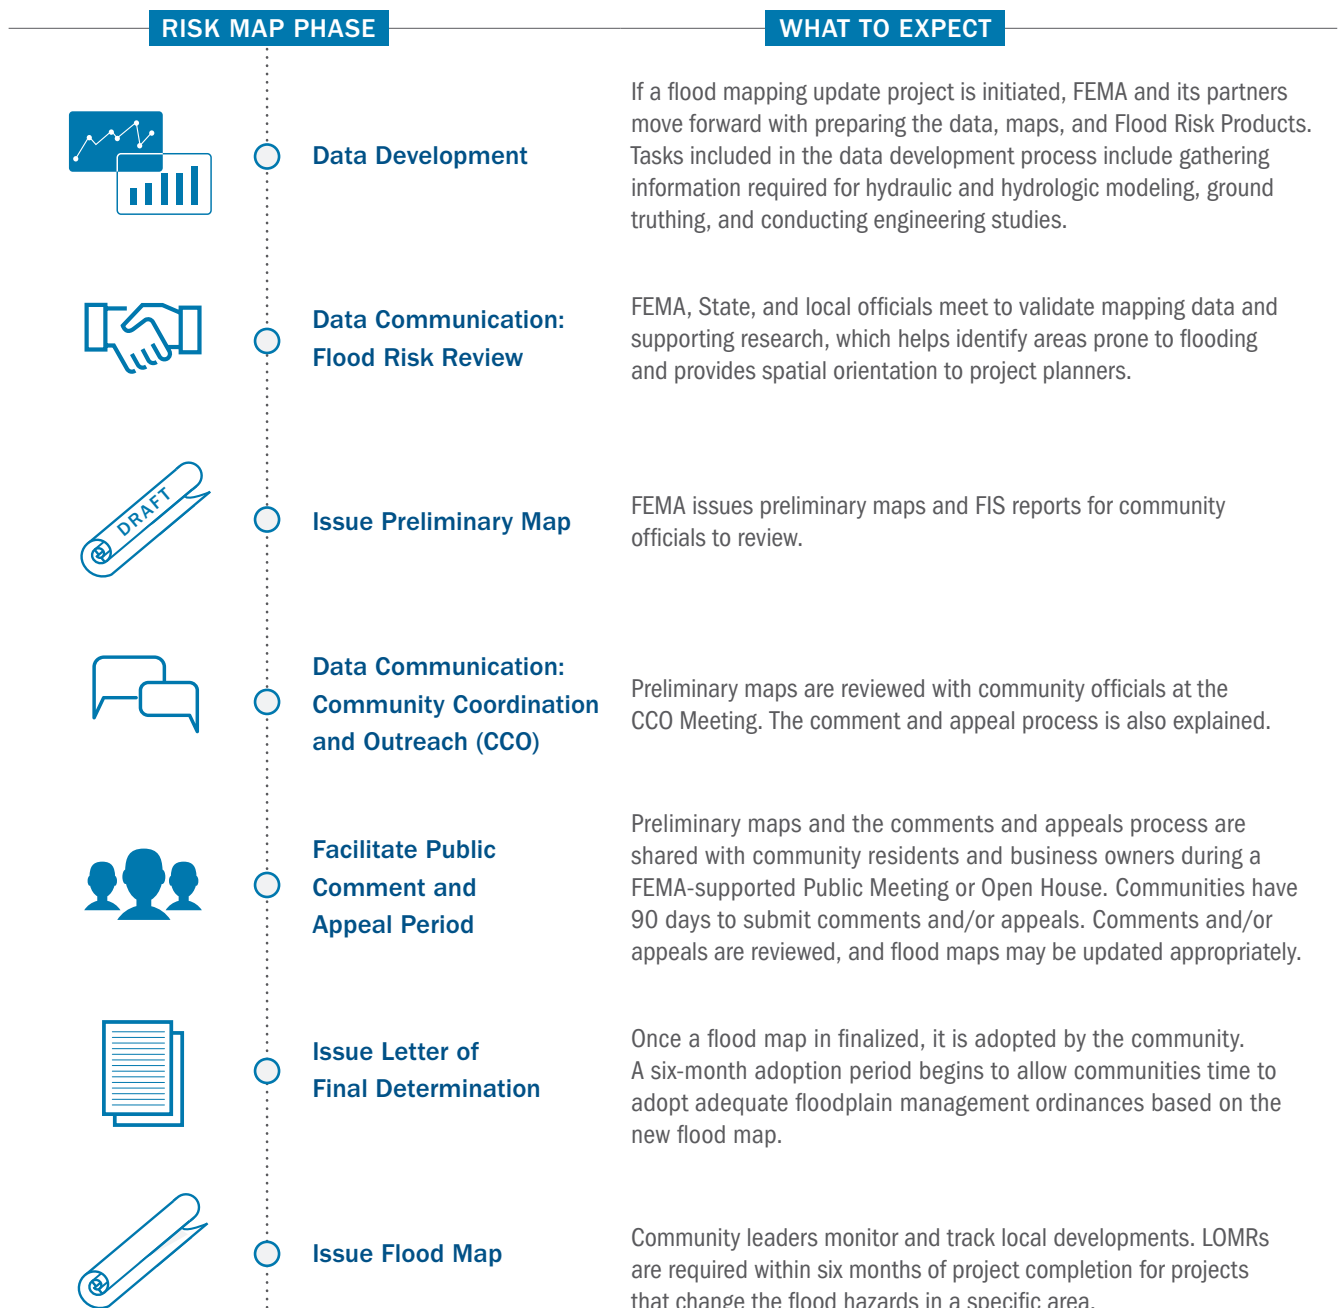 RISK MAP PHASE
WHAT TO EXPECT
Data Development
If a flood mapping update project is initiated, FEMA and its partners
move forward with preparing the data, maps, and Flood Risk Products.
Tasks included in the data development process include gathering
information required for hydraulic and hydrologic modeling, ground
truthing, and conducting engineering studies.
Data Communication:
Flood Risk Review
FEMA, State, and local officials meet to validate mapping data and
supporting research, which helps identify areas prone to flooding
and provides spatial orientation to project planners.
DRAFT
Issue Preliminary Map
FEMA issues preliminary maps and FIS reports for community
officials to review.
Data Communication:
Community Coordination
and Outreach (CCO)
Preliminary maps are reviewed with community officials at the
CCO Meeting. The comment and appeal process is also explained.
Facilitate Public
Comment and
Appeal Period
Preliminary maps and the comments and appeals process are
shared with community residents and business owners during a
FEMA-supported Public Meeting or Open House. Communities have
90 days to submit comments and/or appeals. Comments and/or
appeals are reviewed, and flood maps may be updated appropriately.
Issue Letter of
Final Determination
Once a flood map in finalized, it is adopted by the community.
A six-month adoption period begins to allow communities time to
adopt adequate floodplain management ordinances based on the
new flood map.
Issue Flood Map
Community leaders monitor and track local developments. LOMRs
are required within six months of project completion for projects
that change the flood hazards in a specific area.